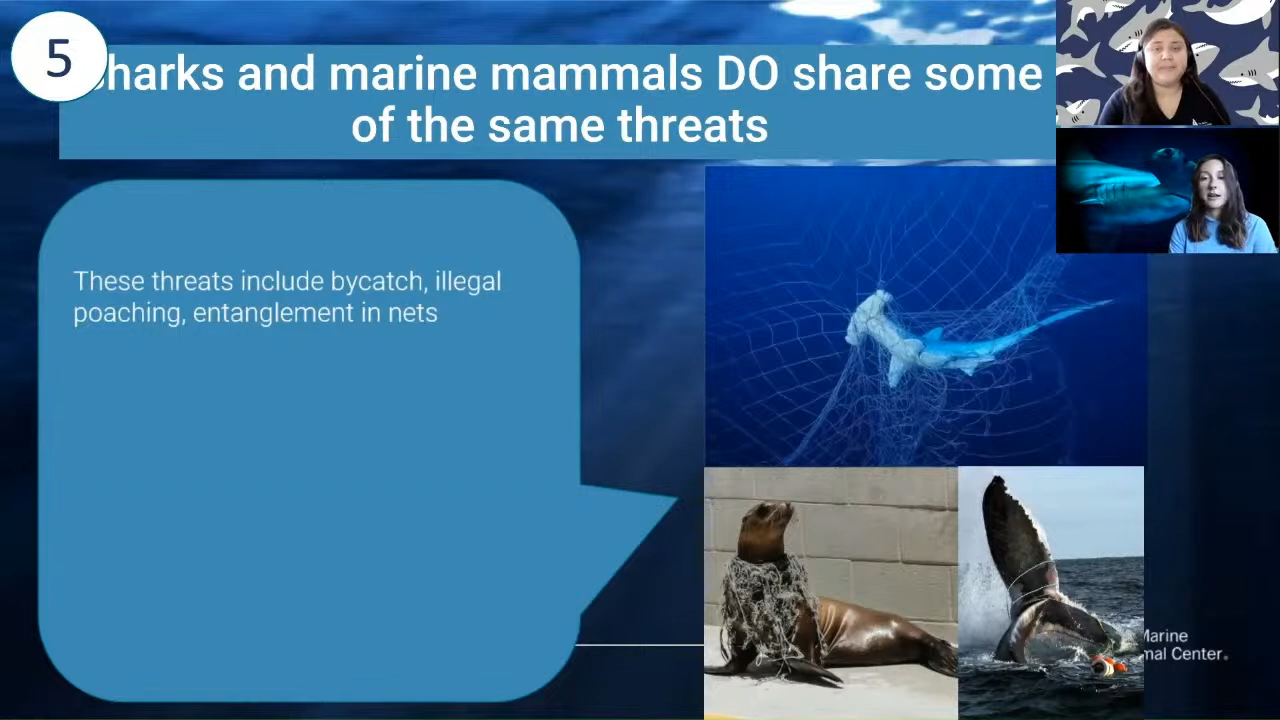 5
harks and marine mammals DO share some
of the same threats
These threats include bycatch, illegal
poaching, entanglement in nets
Marine
mal Center.